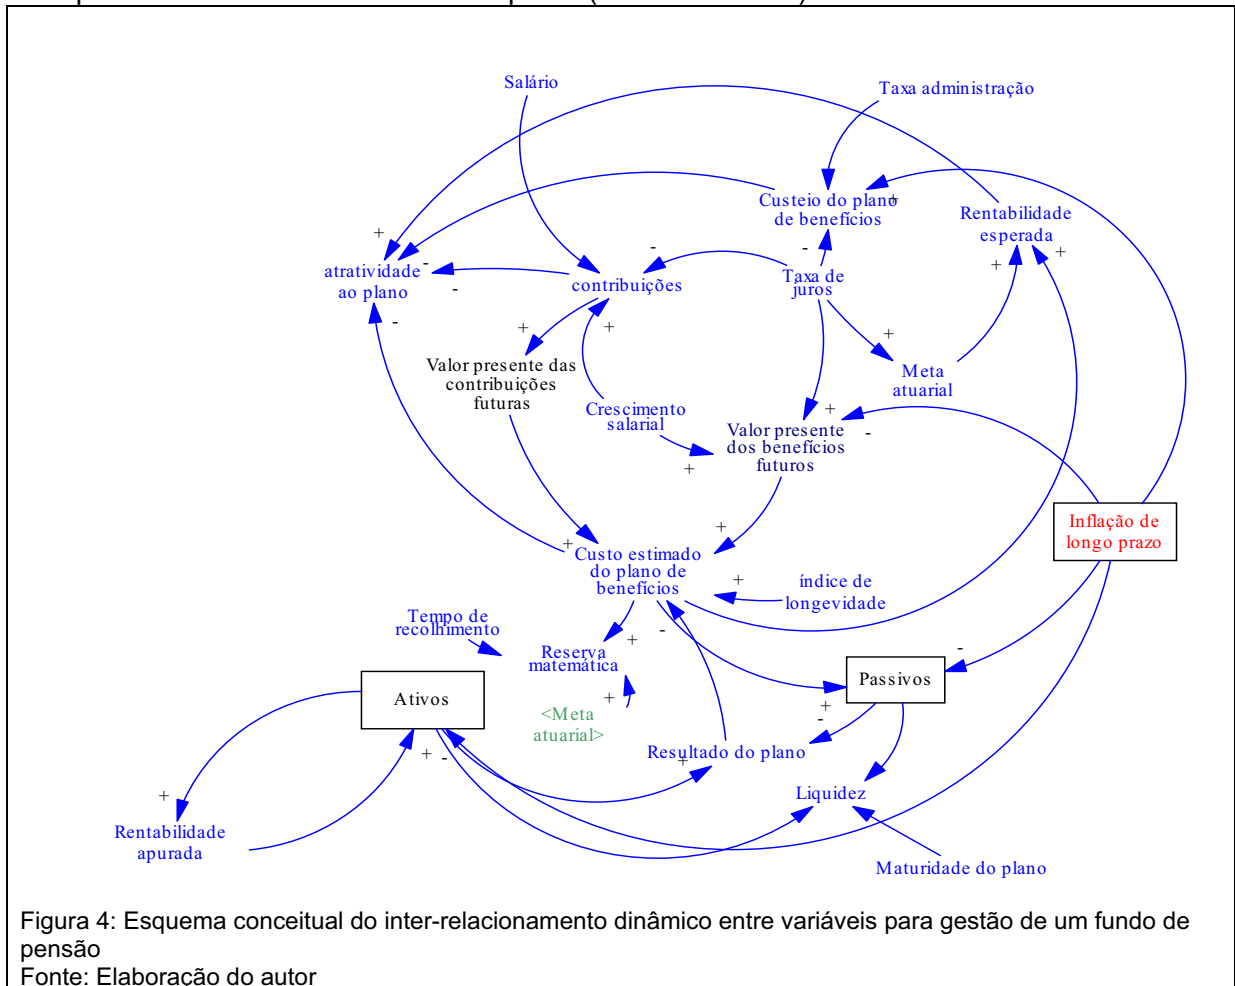 Salário
Taxa administração
Custeio do plano
de benefícios
+
Rentabilidade
esperada
+
+
+
atratividade
ao plano
-
-
-
-
contribuições
+
+
-
Taxa de
juros
+
Meta
atuarial
Valor presente das
contribuições
futuras
Crescimento
salarial
+
+
-
Valor presente
dos benefícios
futuros
Inflação de
longo prazo
+
+
Custo estimado
do plano de
benefícios
+
índice de
longevidade
Tempo de
recolhimento
-
+
Reserva
matemática
-
Passivos
Ativos
+
<Meta
atuarial>
+
-
Resultado do plano
+
+
-
+
Liquidez
Rentabilidade
apurada
Maturidade do plano
Figura 4: Esquema conceitual do inter-relacionamento dinâmico entre variáveis para gestão de um fundo de
pensão
Fonte: Elaboração do autor